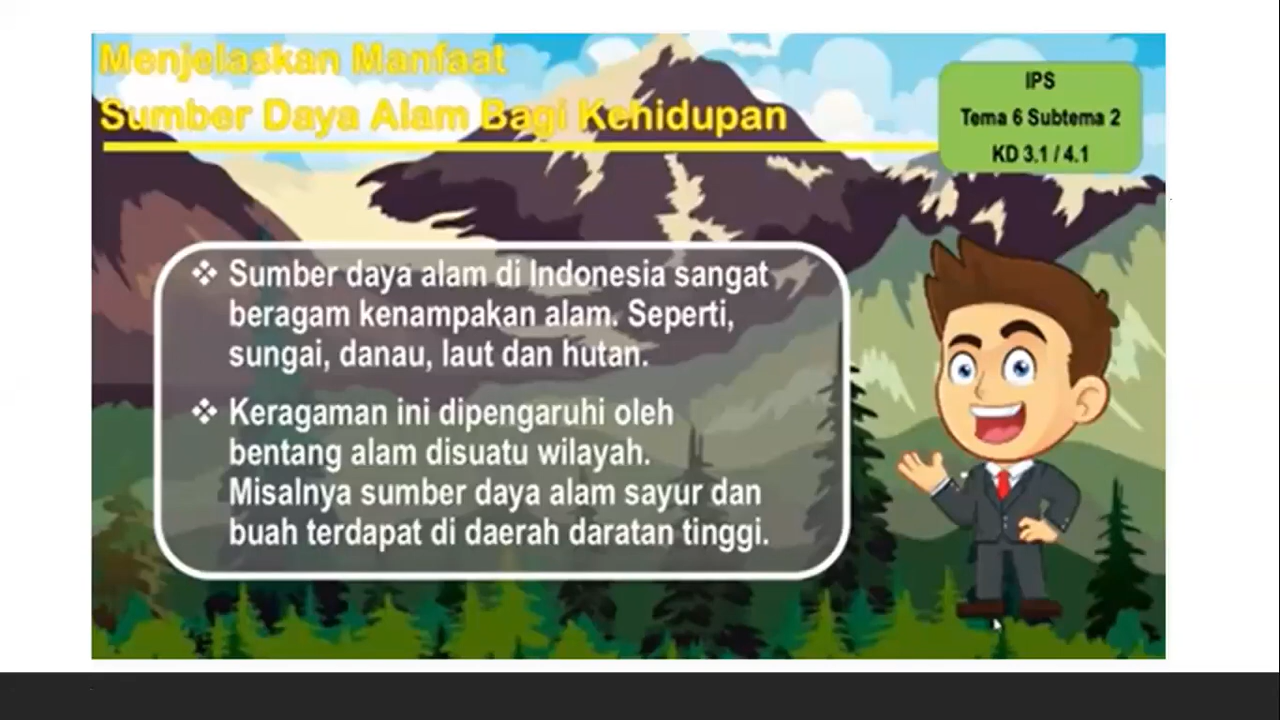 Menjelaskan Manfaat
Sumber Daya Alam Bagi Kehidupan
IPS
Tema 6 Subtema 2
KD 3.1 / 4.1
❖ Sumber daya alam di Indonesia sangat
beragam kenampakan alam. Seperti,
sungai, danau, laut dan hutan.
❖ Keragaman ini dipengaruhi oleh
bentang alam disuatu wilayah.
Misalnya sumber daya alam sayur dan
buah terdapat di daerah daratan tinggi.